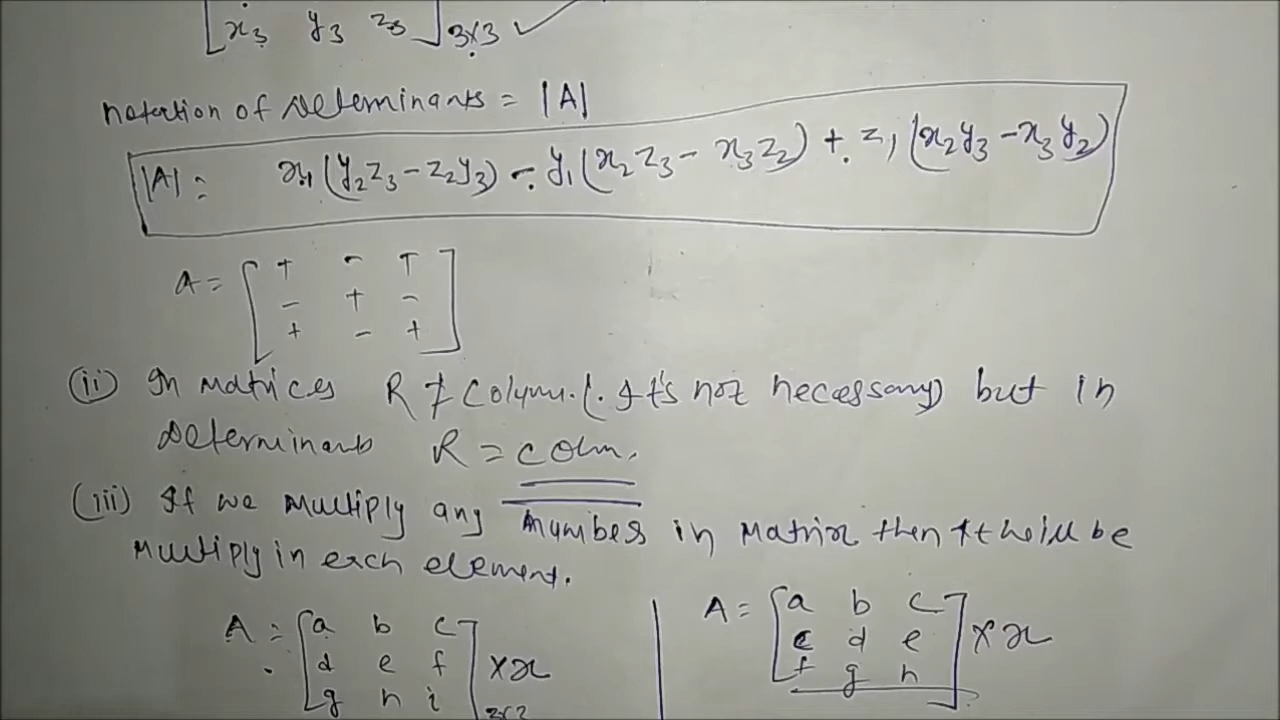 [x₃ y₃ z₃]3×3 ✓
notation of Determinants = |A|
|A| = x₁(y₂z₃ - z₂y₃) - y₁(x₂z₃ - x₃z₂) + z₁(x₂y₃ - x₃y₂)
A = [+ - +
- + -
+ - +]
(ii) In matrices R ≠ Colymn. (. It's not necessary) but in
Determinants R = colm.
(iii) If we multiply any number in matrix then it will be
multiply in each element.
A = [a b c
d e f
g h i] × x
A = [a b c
c d e
f g h] × x